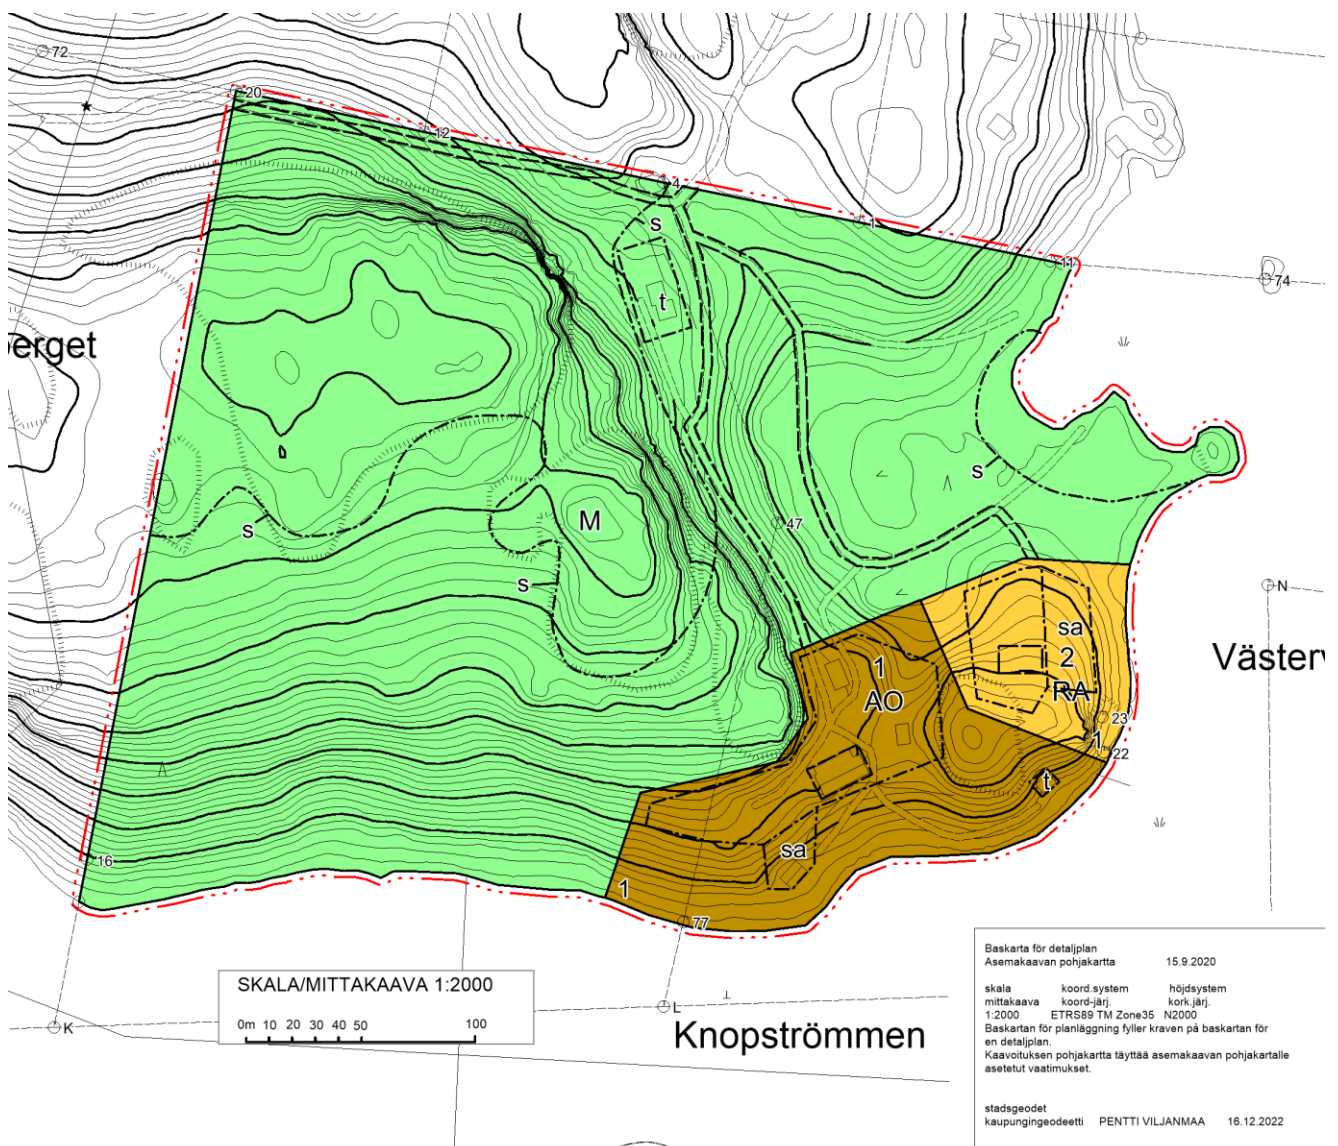 72
20
12
4
1
11
74
s
t
erget
s
s
M
47
s
N
sa
2
RA
Västerv
1
AO
23
1
22
t
sa
16
1
77
K
L
SKALA/MITTAKAAVA 1:2000
0m 10 20 30 40 50 100
Knopströmmen
Baskarta för detaljplan
Asemakaavan pohjakartta 15.9.2020
skala koord.system höjdsystem
mittakaava koord-järj. kork.järj.
1:2000 ETRS89 TM Zone35 N2000
Baskartan för planläggning fyller kraven på baskartan för
en detaljplan.
Kaavoituksen pohjakartta täyttää asemakaavan pohjakartalle
asetetut vaatimukset.
stadsgeodet
kaupungingeodeetti PENTTI VILJANMAA 16.12.2022